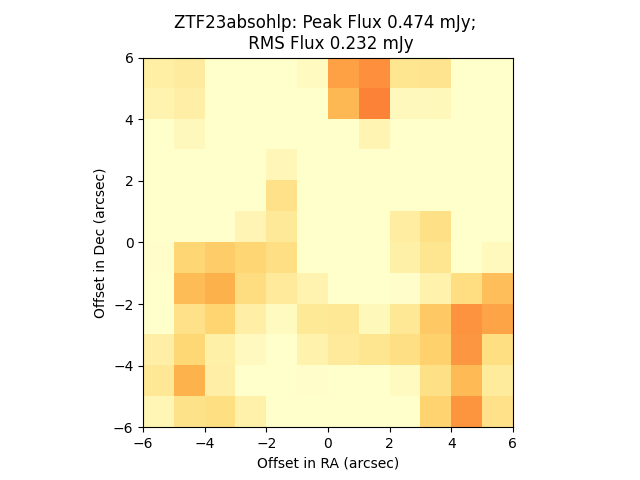 ZTF23absohlp: Peak Flux 0.474 mJy;
RMS Flux 0.232 mJy
6
4
2
0
−2
−4
−6
Offset in Dec (arcsec)
−6 −4 −2 0 2 4 6
Offset in RA (arcsec)